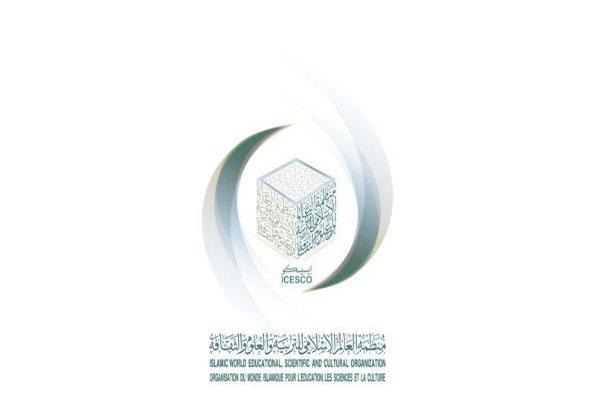 إيسيسكو
ICESCO
منظمة العالم الإسلامي للتربية والعلوم والثقافة
ISLAMIC WORLD EDUCATIONAL, SCIENTIFIC AND CULTURAL ORGANIZATION
ORGANISATION DU MONDE ISLAMIQUE POUR L'EDUCATION, LES SCIENCES ET LA CULTURE